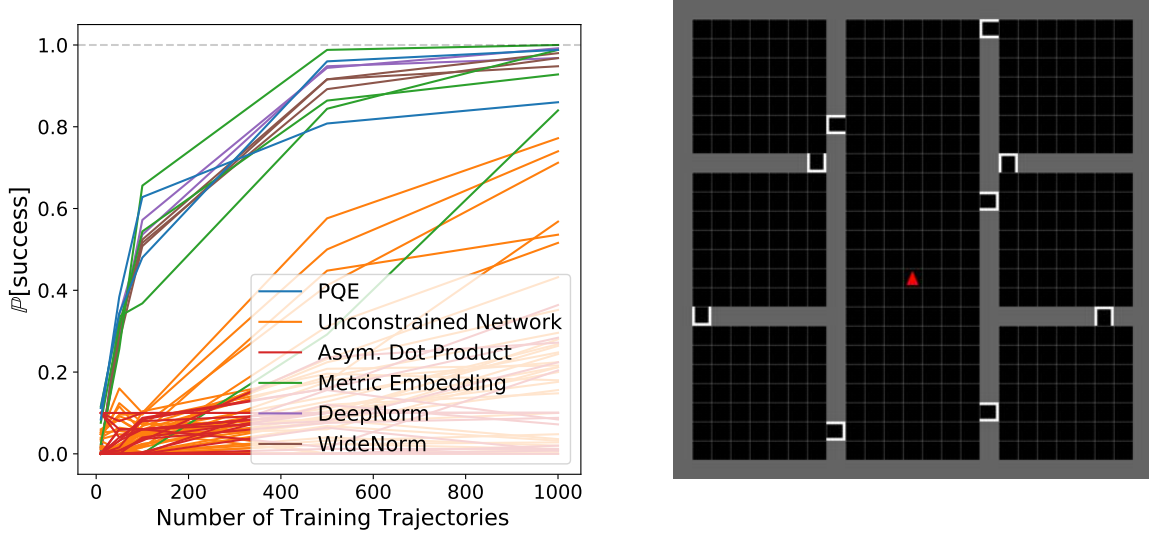 ℙ[success]
1.0
0.8
0.6
0.4
0.2
0.0
PQE
Unconstrained Network
Asym. Dot Product
Metric Embedding
DeepNorm
WideNorm
0 200 400 600 800 1000
Number of Training Trajectories